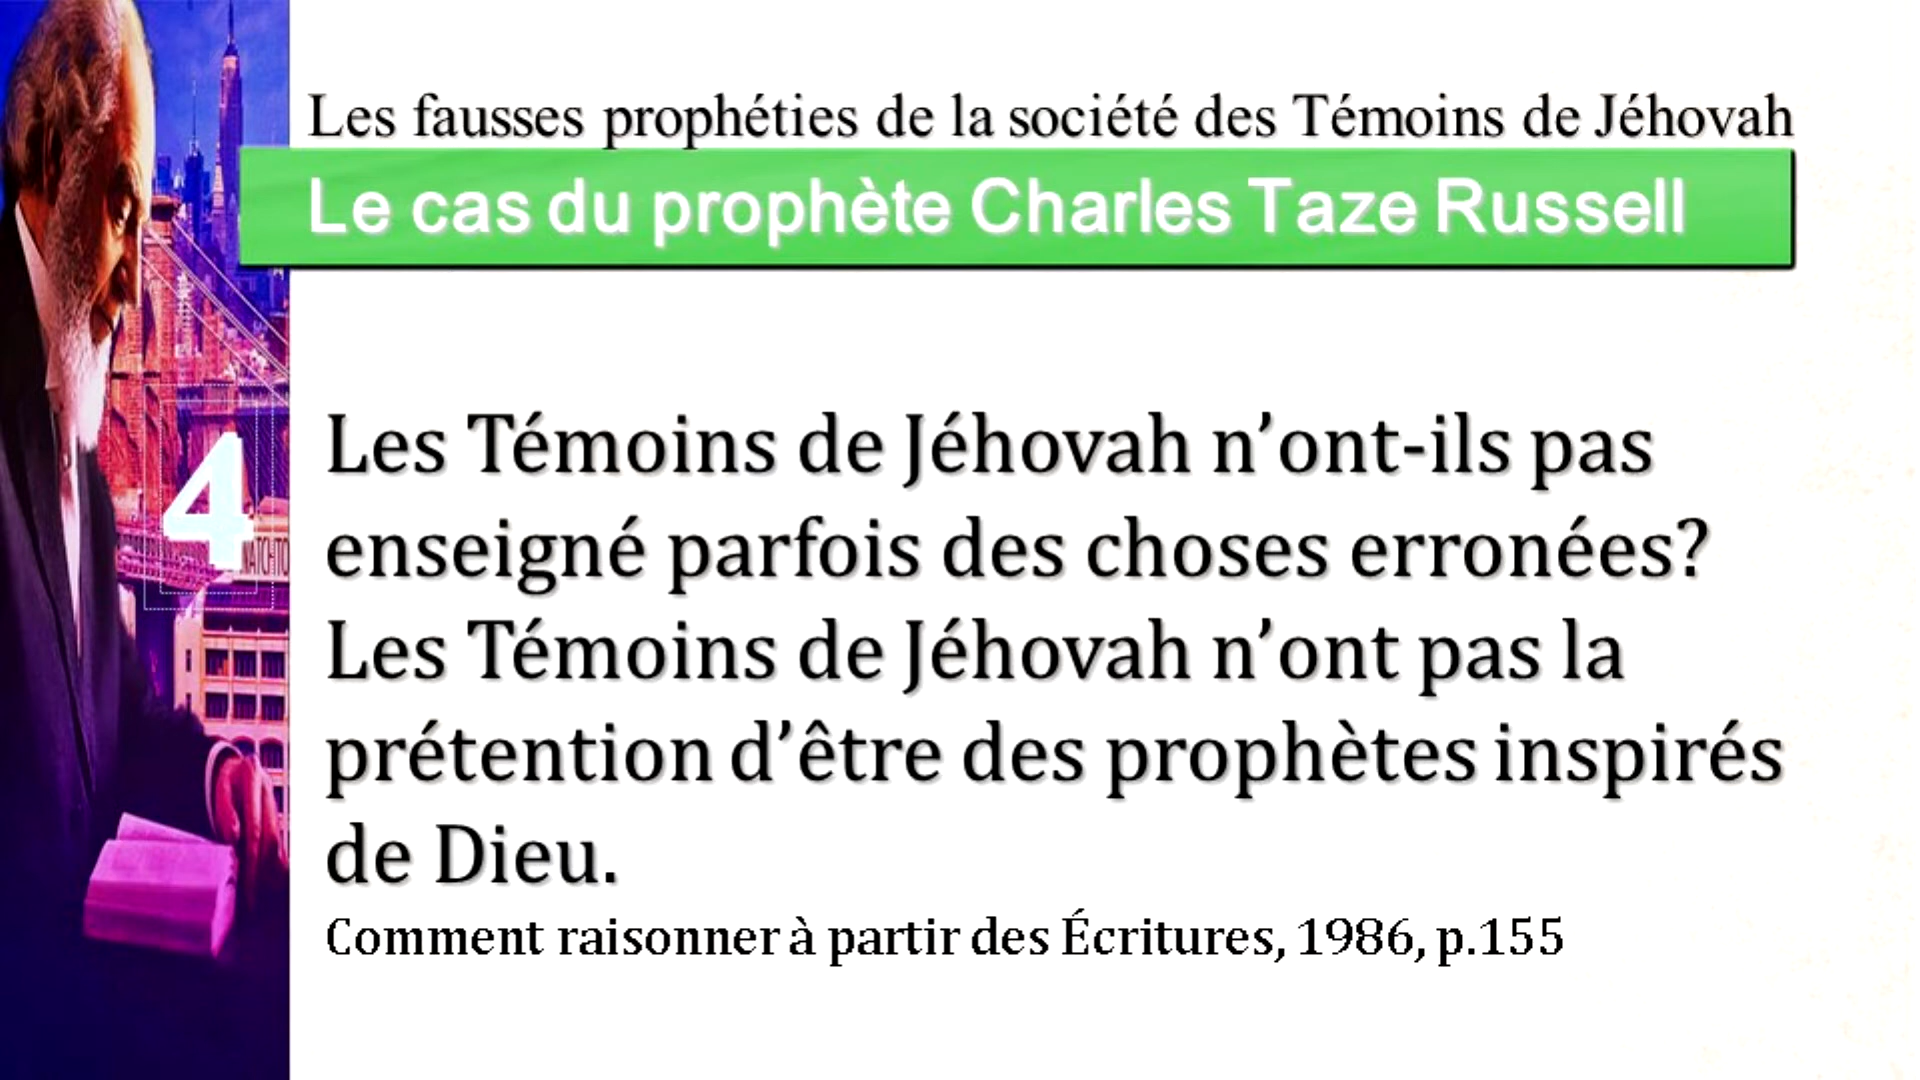 Les fausses prophéties de la société des Témoins de Jéhovah
Le cas du prophète Charles Taze Russell
4
Les Témoins de Jéhovah n’ont-ils pas
enseigné parfois des choses erronées?
Les Témoins de Jéhovah n’ont pas la
prétention d’être des prophètes inspirés
de Dieu.
Comment raisonner à partir des Écritures, 1986, p.155